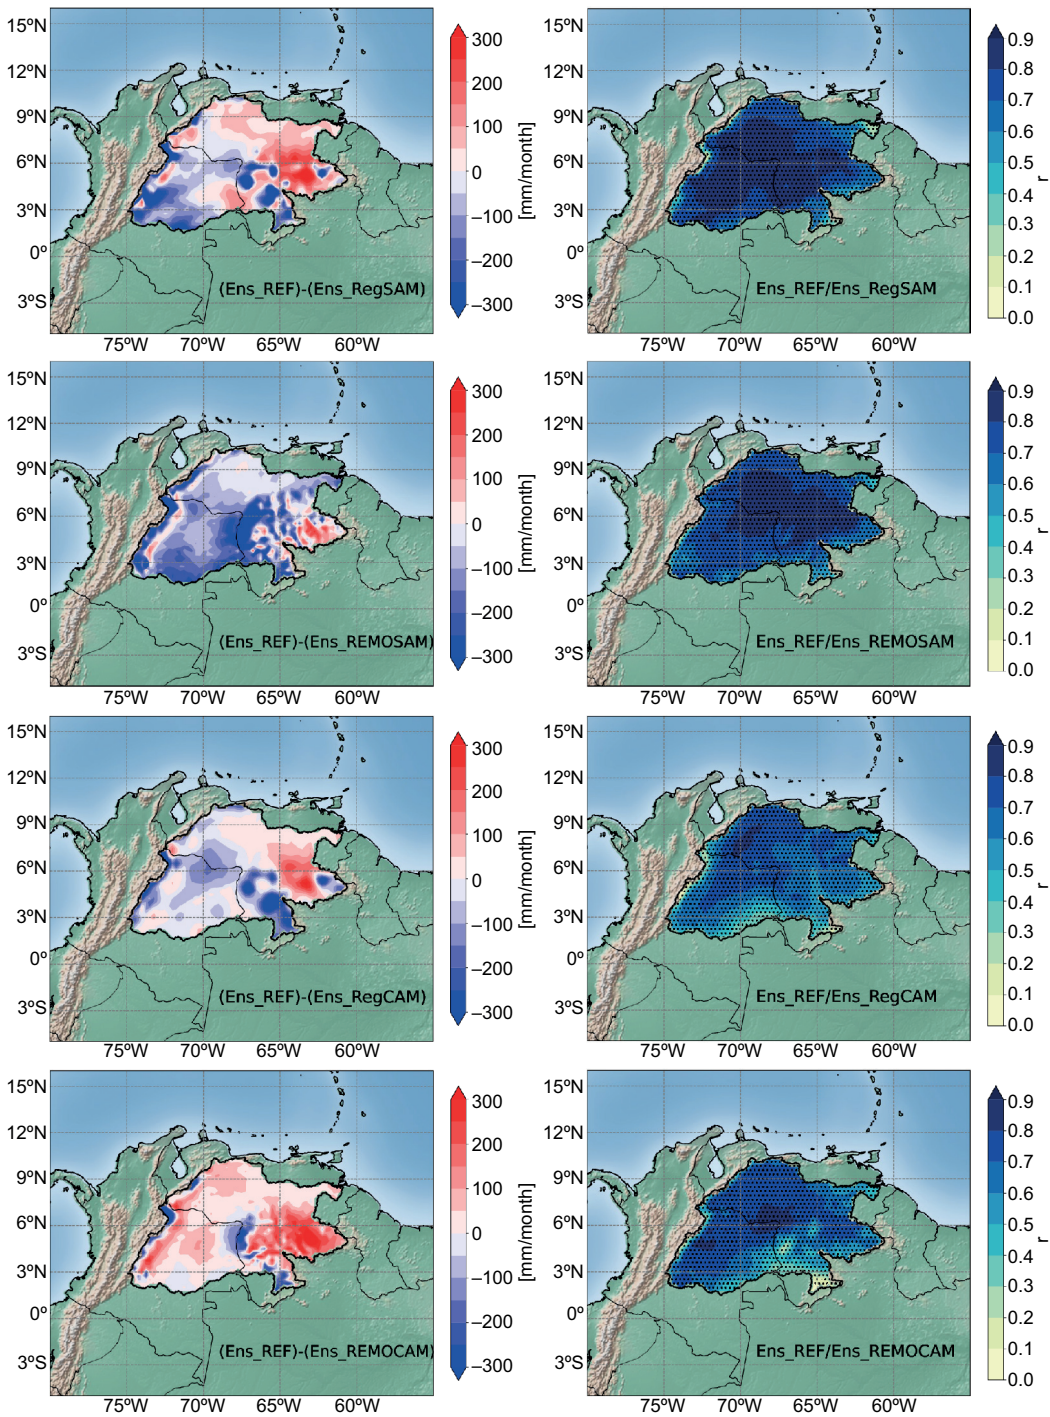 15ºN
12ºN
9ºN
6ºN
3ºN
0º
3ºS
75ºW 70ºW 65ºW 60ºW
(Ens_REF)-(Ens_RegSAM)
300
200
100
0
−100
−200
−300
[mm/month]
15ºN
12ºN
9ºN
6ºN
3ºN
0º
3ºS
75ºW 70ºW 65ºW 60ºW
Ens_REF/Ens_RegSAM
0.9
0.8
0.7
0.6
0.5
0.4
0.3
0.2
0.1
0.0
r
15ºN
12ºN
9ºN
6ºN
3ºN
0º
3ºS
75ºW 70ºW 65ºW 60ºW
(Ens_REF)-(Ens_REMOSAM)
300
200
100
0
−100
−200
−300
[mm/month]
15ºN
12ºN
9ºN
6ºN
3ºN
0º
3ºS
75ºW 70ºW 65ºW 60ºW
Ens_REF/Ens_REMOSAM
0.9
0.8
0.7
0.6
0.5
0.4
0.3
0.2
0.1
0.0
r
15ºN
12ºN
9ºN
6ºN
3ºN
0º
3ºS
75ºW 70ºW 65ºW 60ºW
(Ens_REF)-(Ens_RegCAM)
300
200
100
0
−100
−200
−300
[mm/month]
15ºN
12ºN
9ºN
6ºN
3ºN
0º
3ºS
75ºW 70ºW 65ºW 60ºW
Ens_REF/Ens_RegCAM
0.9
0.8
0.7
0.6
0.5
0.4
0.3
0.2
0.1
0.0
r
15ºN
12ºN
9ºN
6ºN
3ºN
0º
3ºS
75ºW 70ºW 65ºW 60ºW
(Ens_REF)-(Ens_REMOCAM)
300
200
100
0
−100
−200
−300
[mm/month]
15ºN
12ºN
9ºN
6ºN
3ºN
0º
3ºS
75ºW 70ºW 65ºW 60ºW
Ens_REF/Ens_REMOCAM
0.9
0.8
0.7
0.6
0.5
0.4
0.3
0.2
0.1
0.0
r